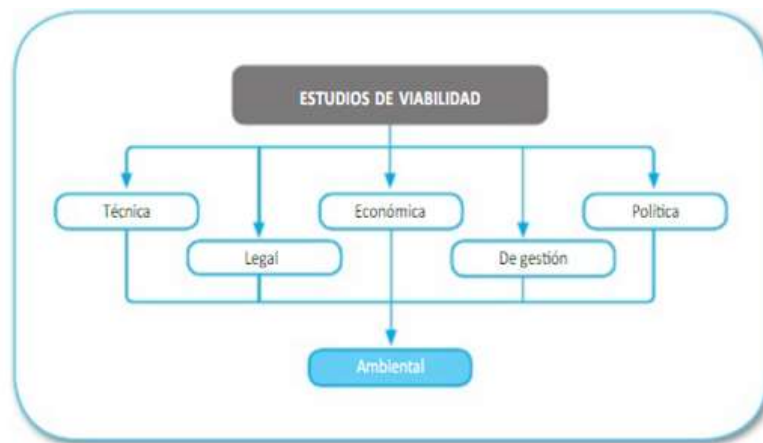 ESTUDIOS DE VIABILIDAD
Técnica
Económica
Política
Legal
De gestión
Ambiental